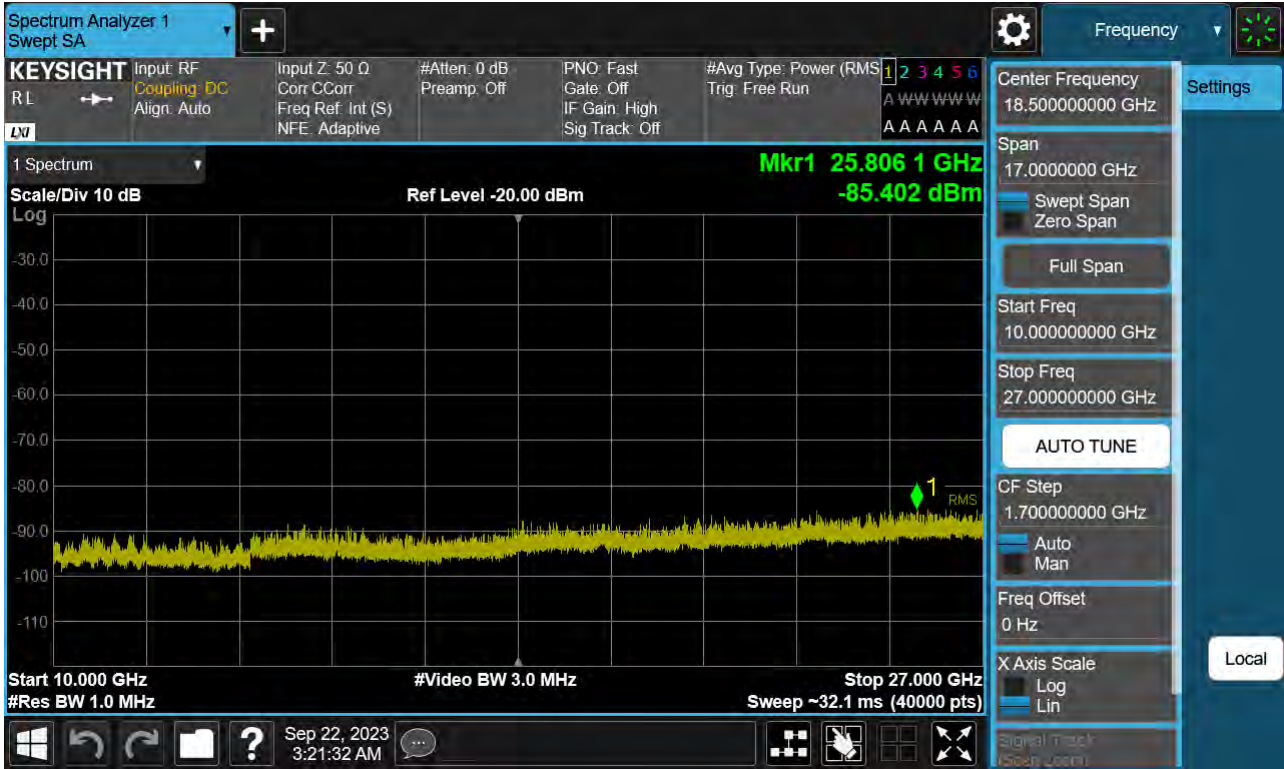 Spectrum Analyzer 1
Swept SA
+
Frequency
KEYSIGHT
RL
LXI
Input: RF
Coupling: DC
Align: Auto
Input Z: 50 Ω
Corr CCorr
Freq Ref: Int (S)
NFE: Adaptive
#Atten: 0 dB
Preamp: Off
PNO: Fast
Gate: Off
IF Gain: High
Sig Track: Off
#Avg Type: Power (RMS
Trig: Free Run
1 2 3 4 5 6
A W W W W W
A A A A A A
1 Spectrum
Scale/Div 10 dB
Ref Level -20.00 dBm
Mkr1 25.806 1 GHz
-85.402 dBm
Log
-30.0
-40.0
-50.0
-60.0
-70.0
-80.0
-90.0
-100
-110
1
RMS
Start 10.000 GHz
#Video BW 3.0 MHz
Stop 27.000 GHz
#Res BW 1.0 MHz
Sweep ~32.1 ms (40000 pts)
Center Frequency
18.500000000 GHz
Span
17.0000000 GHz
Swept Span
Zero Span
Full Span
Start Freq
10.000000000 GHz
Stop Freq
27.000000000 GHz
AUTO TUNE
CF Step
1.700000000 GHz
Auto
Man
Freq Offset
0 Hz
X Axis Scale
Log
Lin
Signal Track
(Span Zoom)
Settings
Local
?
Sep 22, 2023
3:21:32 AM